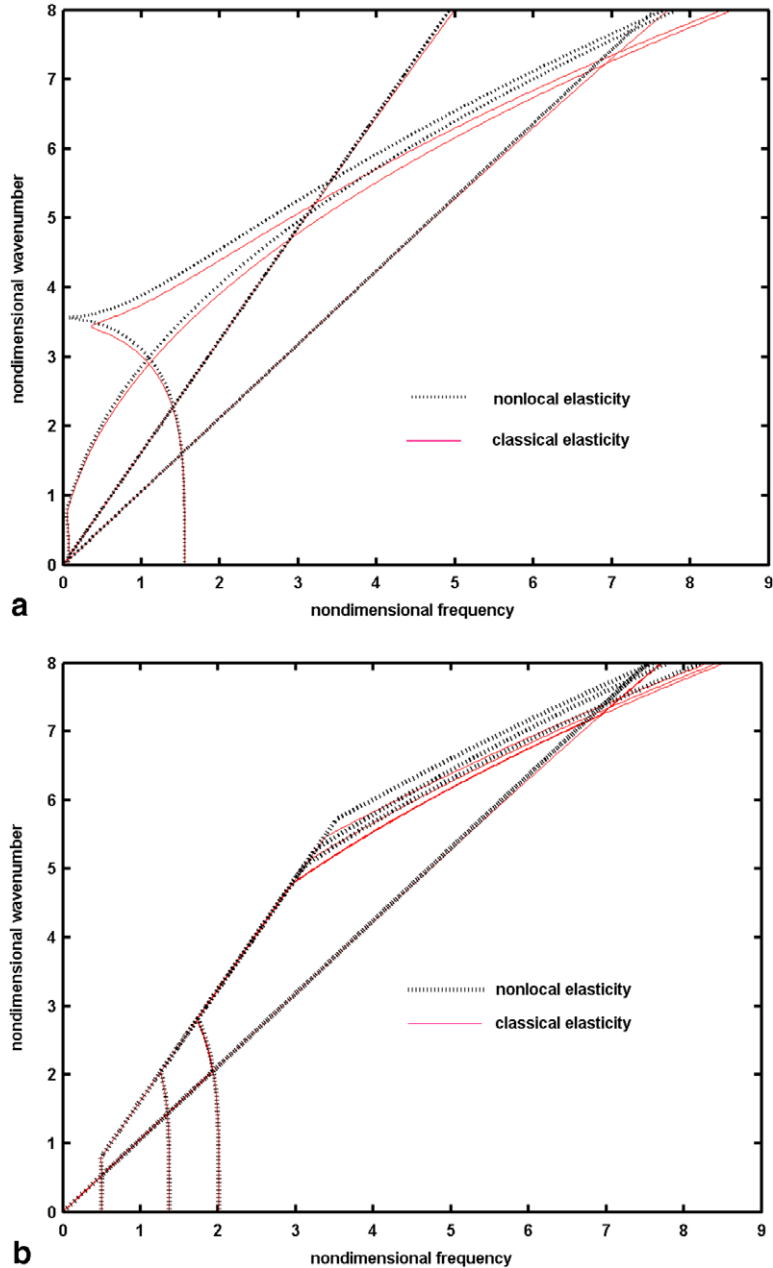 8
7
6
5
4
3
2
1
0
nondimensional wavenumber
nonlocal elasticity
classical elasticity
0 1 2 3 4 5 6 7 8 9
nondimensional frequency
a
8
7
6
5
4
3
2
1
0
nondimensional wavenumber
nonlocal elasticity
classical elasticity
0 1 2 3 4 5 6 7 8 9
nondimensional frequency
b